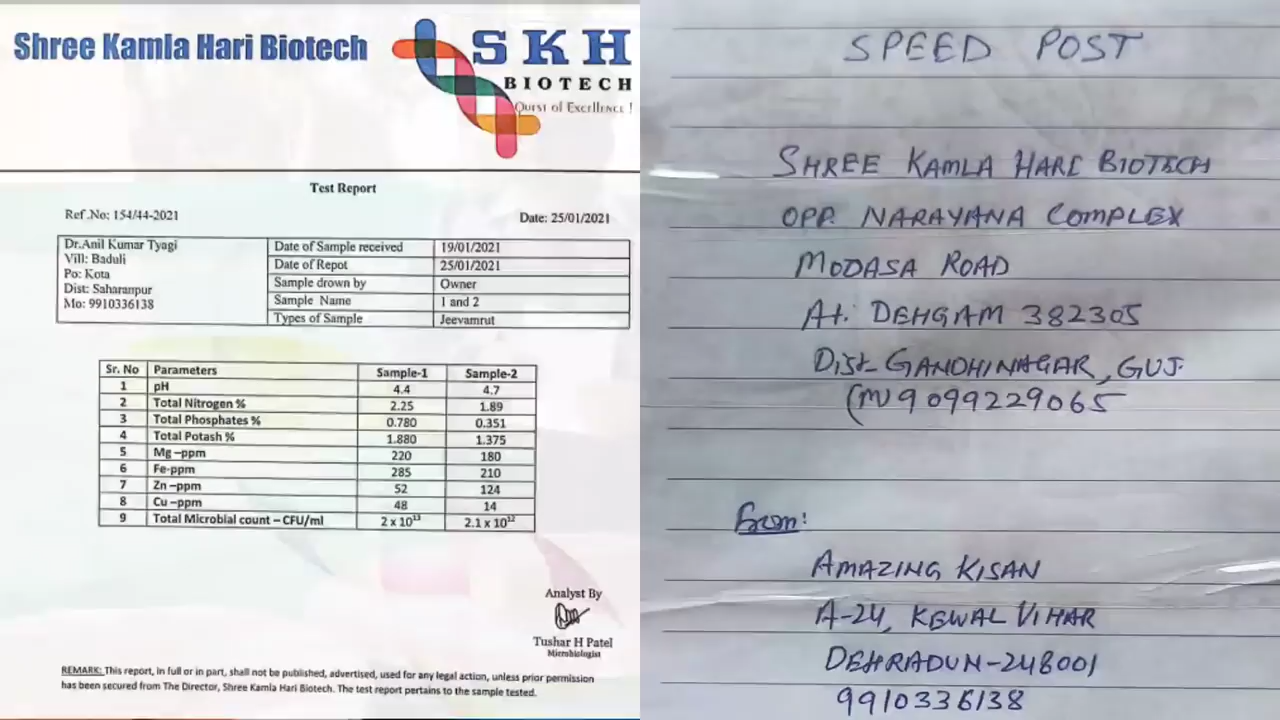 Shree Kamla Hari Biotech
SKH
BIOTECH
Quest of Excellence !
Test Report
Ref.No: 154/44-2021
Date: 25/01/2021
Dr.Anil Kumar Tyagi
Vill: Baduli
Po: Kota
Dist: Saharanpur
Mo: 9910336138
Date of Sample received 19/01/2021
Date of Repot 25/01/2021
Sample drown by Owner
Sample Name 1 and 2
Types of Sample Jeevamrut
Sr. No Parameters Sample-1 Sample-2
1 pH 4.4 4.7
2 Total Nitrogen % 2.25 1.89
3 Total Phosphates % 0.780 0.351
4 Total Potash % 1.880 1.375
5 Mg –ppm 220 180
6 Fe-ppm 285 210
7 Zn –ppm 52 124
8 Cu –ppm 48 14
9 Total Microbial count – CFU/ml 2 x 10¹³ 2.1 x 10¹²
Analyst By
Tushar H Patel
Microbiologist
REMARK: This report, in full or in part, shall not be published, advertised, used for any legal action, unless prior permission
has been secured from The Director, Shree Kamla Hari Biotech. The test report pertains to the sample tested.
SPEED POST
SHREE KAMLA HARI BIOTECH
OPP. NARAYANA COMPLEX
MODASA ROAD
At. DEHGAM 382305
Dist. GANDHINAGAR, GUJ.
(M) 9099229065
From:
AMAZING KISAN
A-24, KEWAL VIHAR
DEHRADUN-248001
9910336138